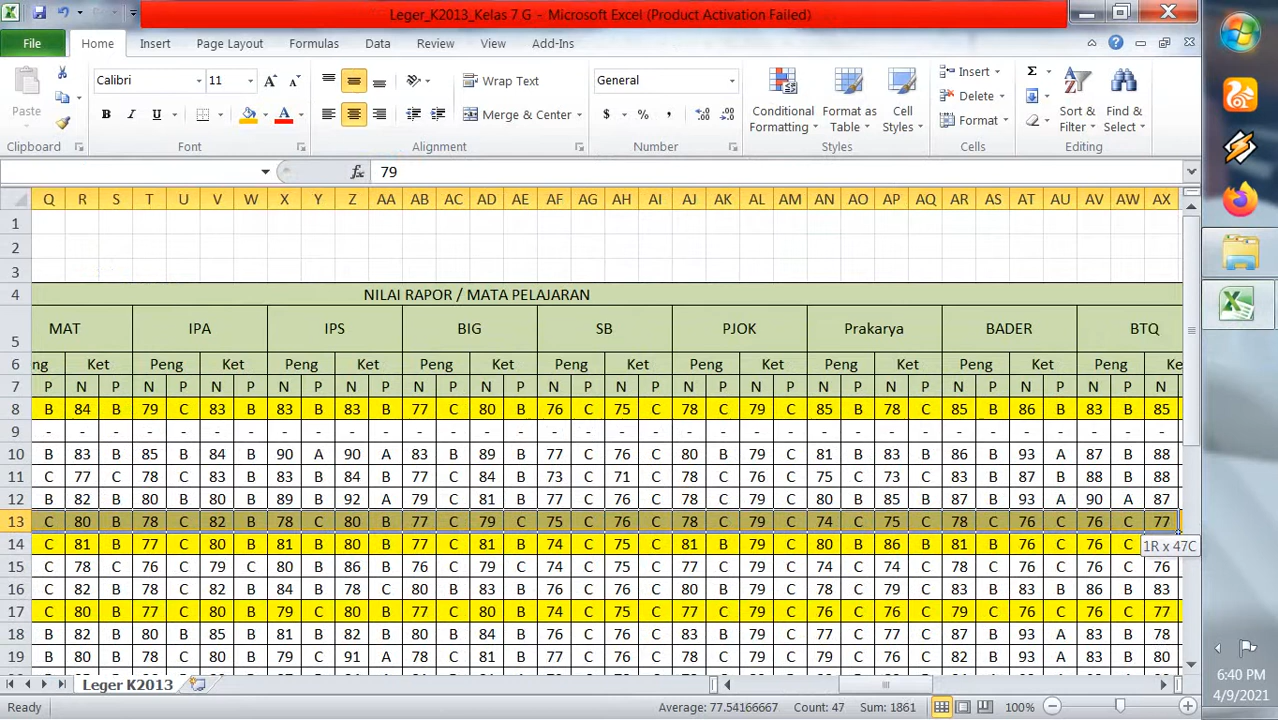 Leger_K2013_Kelas 7 G - Microsoft Excel (Product Activation Failed)
File Home Insert Page Layout Formulas Data Review View Add-Ins
Calibri 11 Wrap Text General Insert Σ
Paste Conditional Format as Cell Delete Sort & Find &
B I U A Merge & Center $ % , Formatting Table Styles Format Filter Select
Clipboard Font Alignment Number Styles Cells Editing
fx 79
Q R S T U V W X Y Z AA AB AC AD AE AF AG AH AI AJ AK AL AM AN AO AP AQ AR AS AT AU AV AW AX
1
2
3
4 NILAI RAPOR / MATA PELAJARAN
5 MAT IPA IPS BIG SB PJOK Prakarya BADER BTQ
6 ng Ket Peng Ket Peng Ket Peng Ket Peng Ket Peng Ket Peng Ket Peng Ket Peng Ke
7 P N P N P N P N P N P N P N P N P N P N P N P N P N P N P N P N P N
8 B 84 B 79 C 83 B 83 B 83 B 77 C 80 B 76 C 75 C 78 C 79 C 85 B 78 C 85 B 86 B 83 B 85
9 - - - - - - - - - - - - - - - - - - - - - - - - - - - - - - - - - -
10 B 83 B 85 B 84 B 90 A 90 A 83 B 89 B 77 C 76 C 80 B 79 C 81 B 83 B 86 B 93 A 87 B 88
11 C 77 C 78 C 83 B 83 B 84 B 77 C 84 B 73 C 71 C 78 C 76 C 75 C 78 C 83 B 87 B 88 B 88
12 B 82 B 80 B 80 B 89 B 92 A 79 C 81 B 77 C 76 C 78 C 79 C 80 B 85 B 87 B 93 A 90 A 87
13 C 80 B 78 C 82 B 78 C 80 B 77 C 79 C 75 C 76 C 78 C 79 C 74 C 75 C 78 C 76 C 76 C 77
14 C 81 B 77 C 80 B 81 B 80 B 77 C 81 B 74 C 75 C 81 B 79 C 80 B 86 B 81 B 76 C 76 C
1R x 47C
15 C 78 C 76 C 79 C 80 B 86 B 76 C 79 C 74 C 75 C 77 C 79 C 74 C 74 C 83 B 78 C 76 C 76
16 C 82 B 78 C 82 B 84 B 78 C 80 B 83 B 76 C 76 C 80 B 79 C 77 C 78 C 83 B 83 B 86 B 83
17 C 80 B 77 C 80 B 79 C 80 B 77 C 80 B 74 C 75 C 77 C 79 C 76 C 76 C 79 C 76 C 76 C 77
18 B 82 B 80 B 85 B 81 B 82 B 80 B 84 B 77 C 76 C 83 B 79 C 77 C 77 C 87 B 93 A 83 B 78
19 B 80 B 78 C 80 B 79 C 91 A 78 C 81 B 77 C 76 C 79 C 79 C 79 C 76 C 82 B 93 A 83 B 80
Leger K2013
Ready Average: 77.54166667 Count: 47 Sum: 1861 100%
6:40 PM
4/9/2021